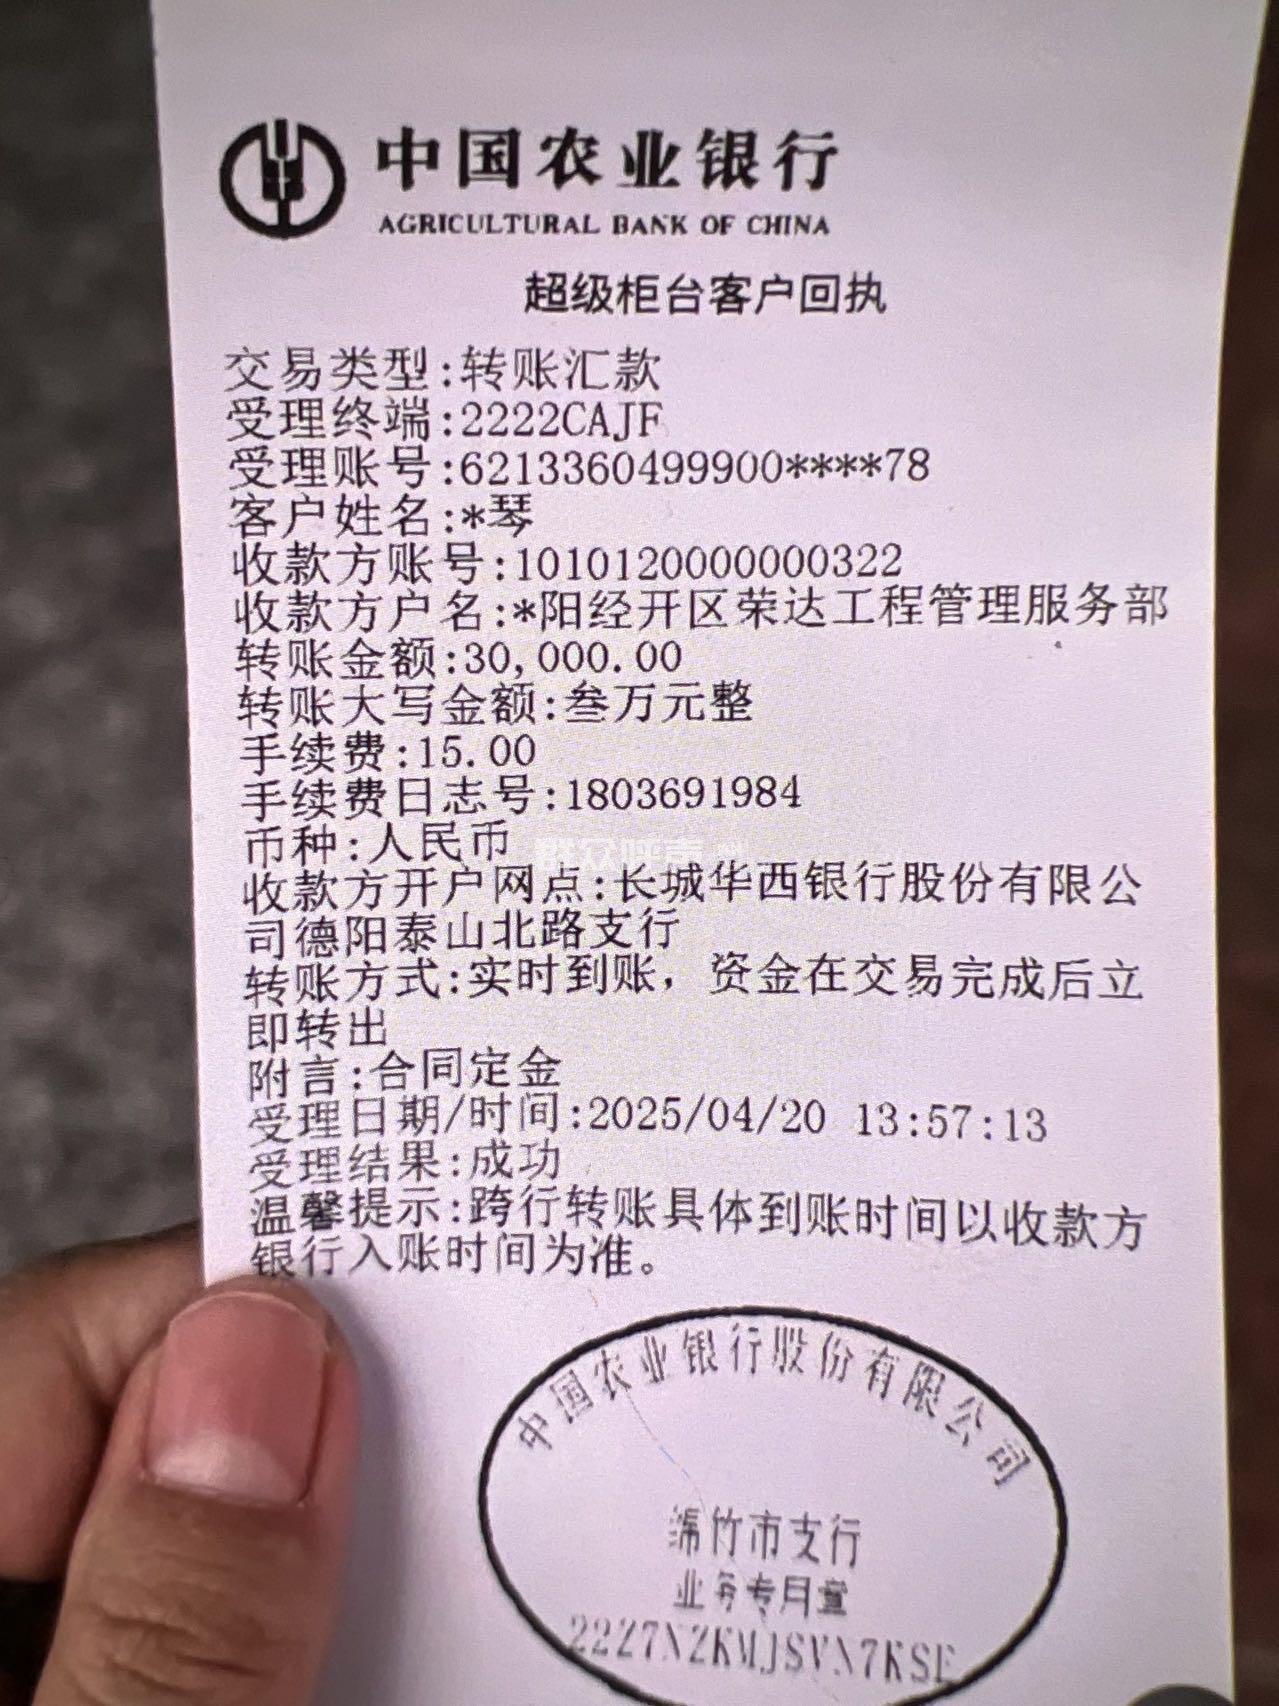 中国农业银行
AGRICULTURAL BANK OF CHINA
超级柜台客户回执
交易类型:转账汇款
受理终端:2222CAJF
受理账号:6213360499900****78
客户姓名:*琴
收款方账号:1010120000000322
收款方户名:*阳经开区荣达工程管理服务部
转账金额:30,000.00
转账大写金额:叁万元整
手续费:15.00
手续费日志号:1803691984
币种:人民币
群众呼声
收款方开户网点:长城华西银行股份有限公
司德阳泰山北路支行
转账方式:实时到账，资金在交易完成后立
即转出
附言:合同定金
受理日期/时间:2025/04/20 13:57:13
受理结果:成功
温馨提示:跨行转账具体到账时间以收款方
银行入账时间为准。
中国农业银行股份有限公司
绵竹市支行
业务专用章